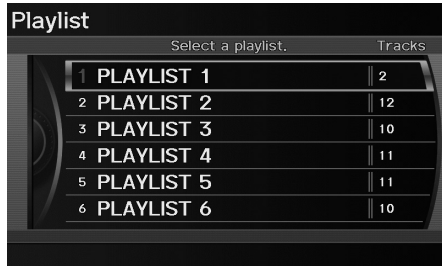 Playlist
Select a playlist. Tracks
1 PLAYLIST 1 2
2 PLAYLIST 2 12
3 PLAYLIST 3 10
4 PLAYLIST 4 11
5 PLAYLIST 5 11
6 PLAYLIST 6 10